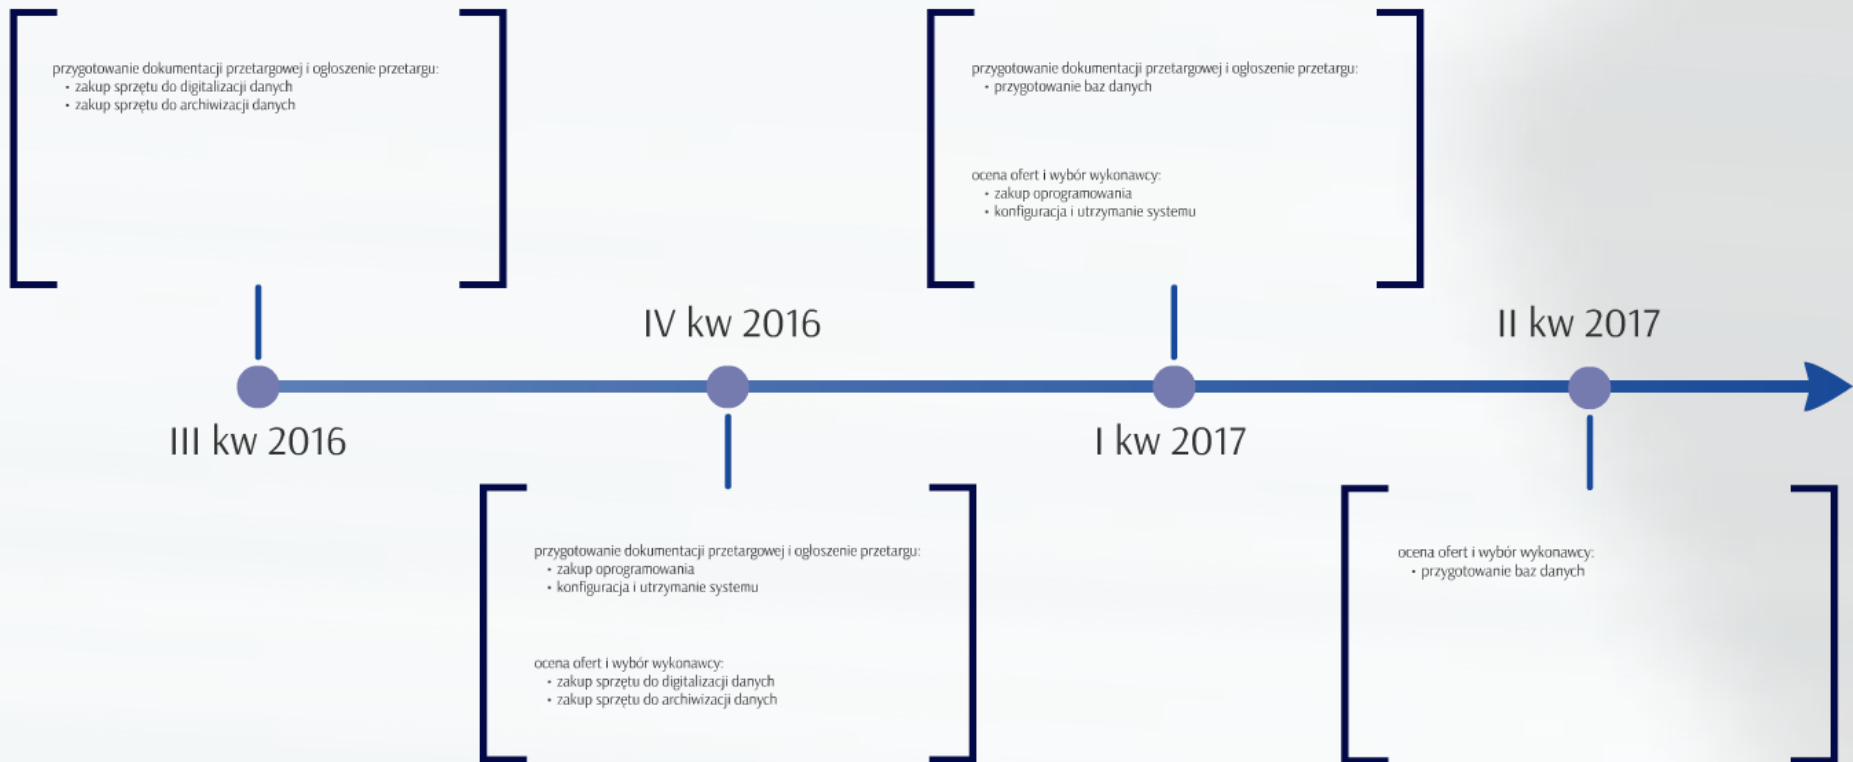 przygotowanie dokumentacji przetargowej i ogłoszenie przetargu:
• zakup sprzętu do digitalizacji danych
• zakup sprzętu do archiwizacji danych
III kw 2016
IV kw 2016
przygotowanie dokumentacji przetargowej i ogłoszenie przetargu:
• zakup oprogramowania
• konfiguracja i utrzymanie systemu
ocena ofert i wybór wykonawcy:
• zakup sprzętu do digitalizacji danych
• zakup sprzętu do archiwizacji danych
przygotowanie dokumentacji przetargowej i ogłoszenie przetargu:
• przygotowanie baz danych
ocena ofert i wybór wykonawcy:
• zakup oprogramowania
• konfiguracja i utrzymanie systemu
I kw 2017
II kw 2017
ocena ofert i wybór wykonawcy:
• przygotowanie baz danych